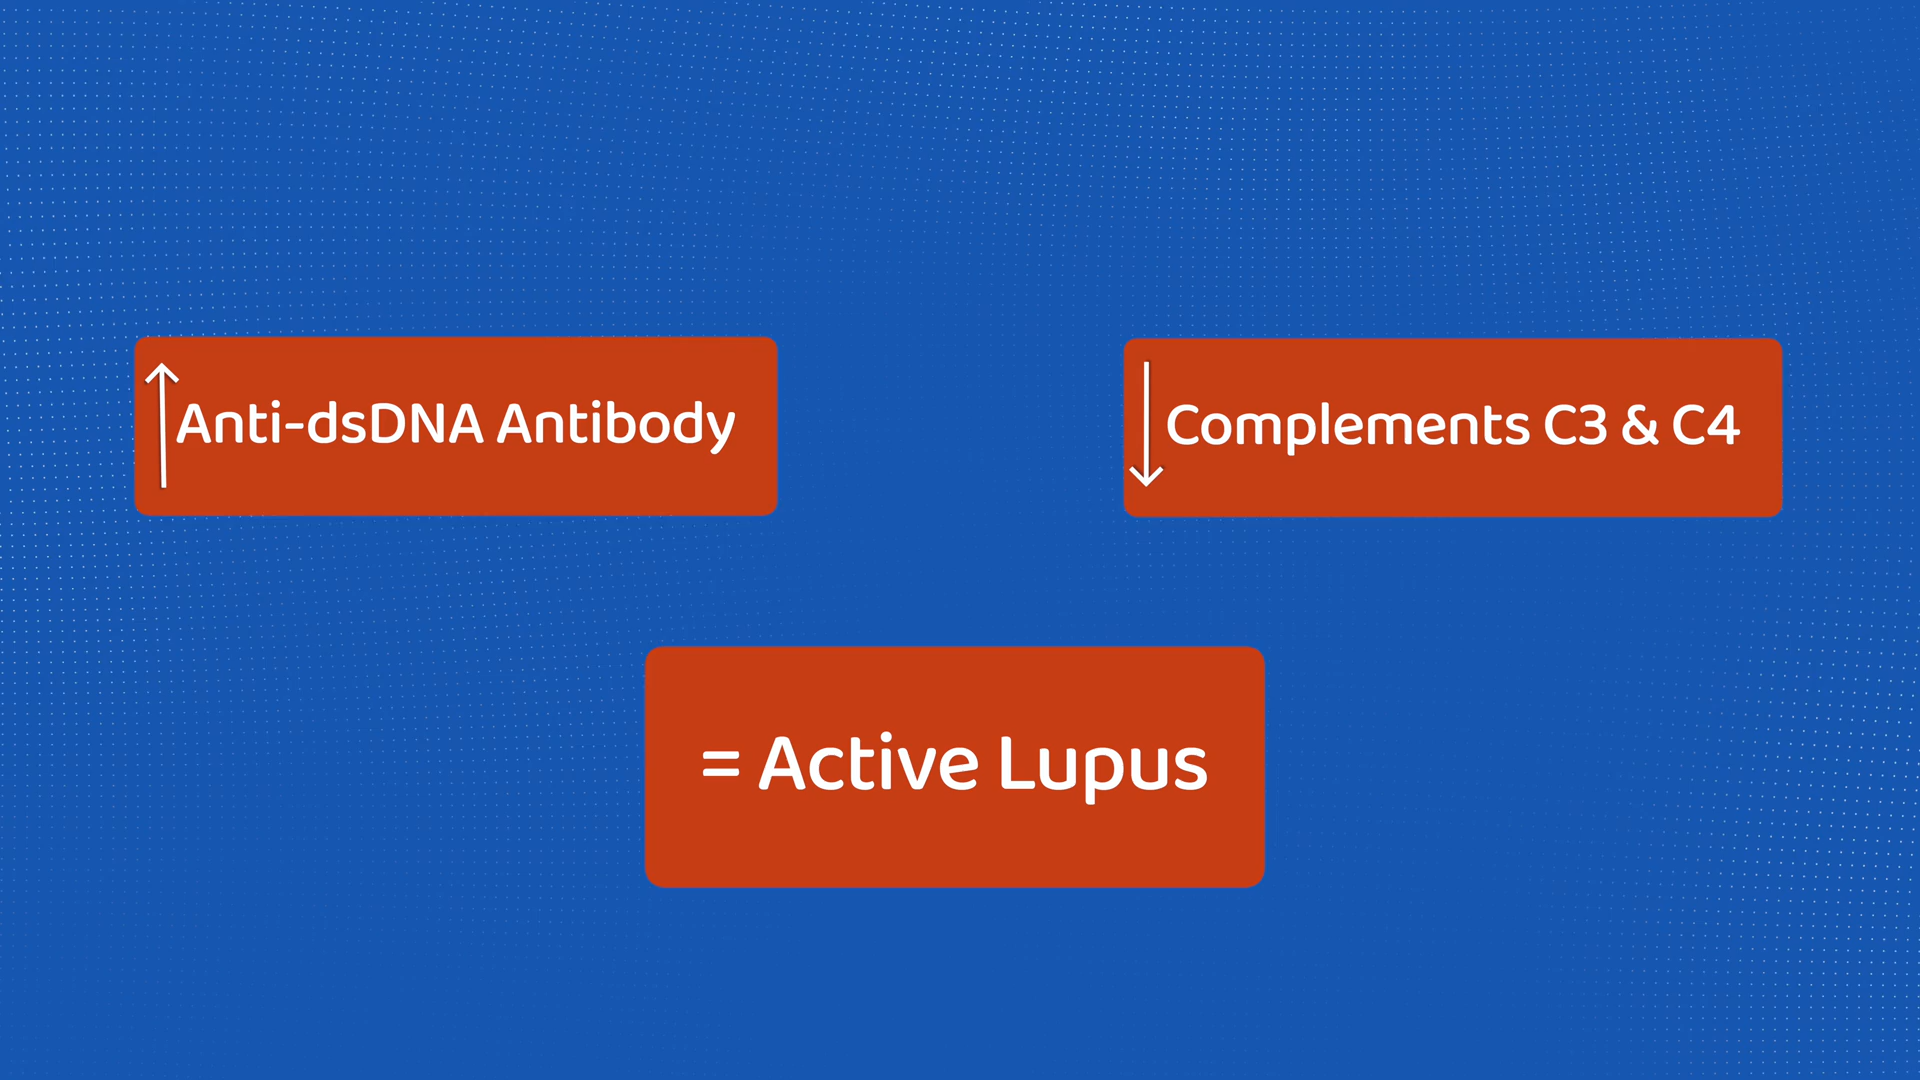 ↑ Anti-dsDNA Antibody
↓ Complements C3 & C4
= Active Lupus